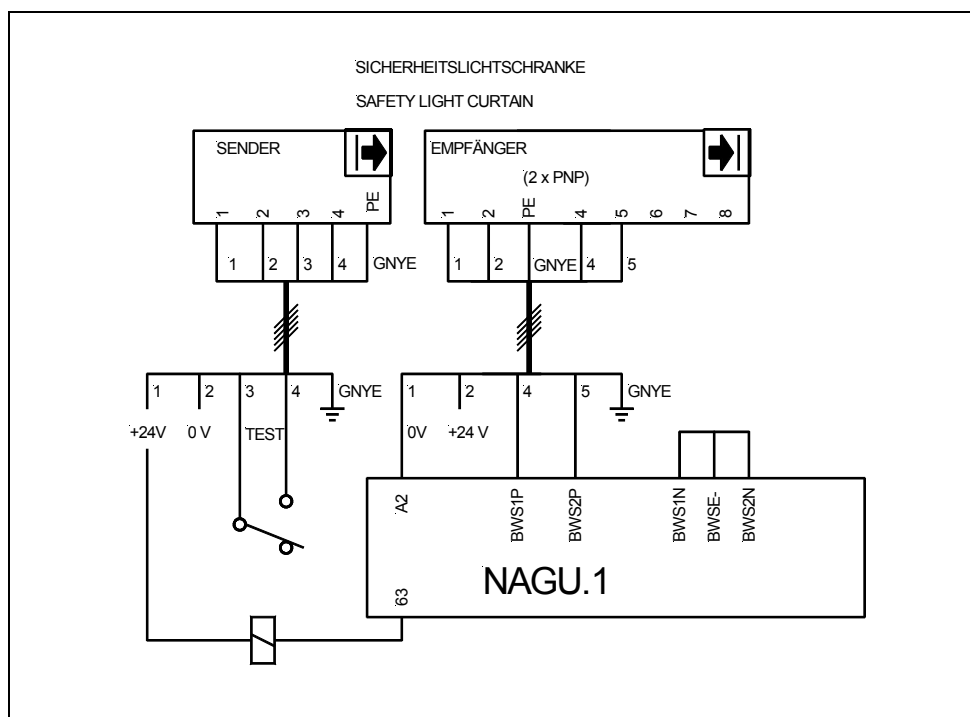 SICHERHEITSLICHTSCHRANKE
SAFETY LIGHT CURTAIN
SENDER
EMPFÄNGER
(2 x PNP)
1 2 3 4 PE
1 2 PE 4 5 6 7 8
1 2 3 4 GNYE
1 2 GNYE 4 5
1 2 3 4 GNYE
1 2 4 5 GNYE
+24V 0 V TEST
0V +24 V
A2 BWS1P BWS2P BWS1N BWSE- BWS2N
NAGU.1
63